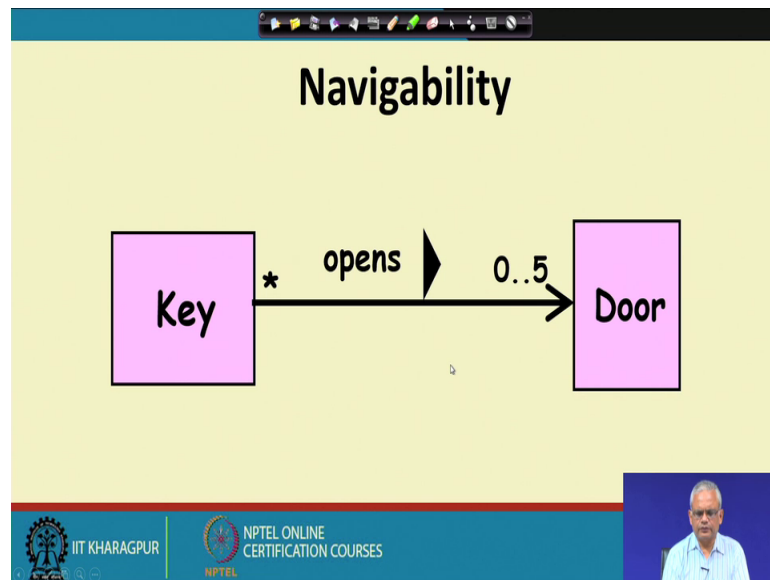 Navigability
opens
*
0..5
Key
Door
IIT KHARAGPUR
NPTEL
NPTEL ONLINE
CERTIFICATION COURSES